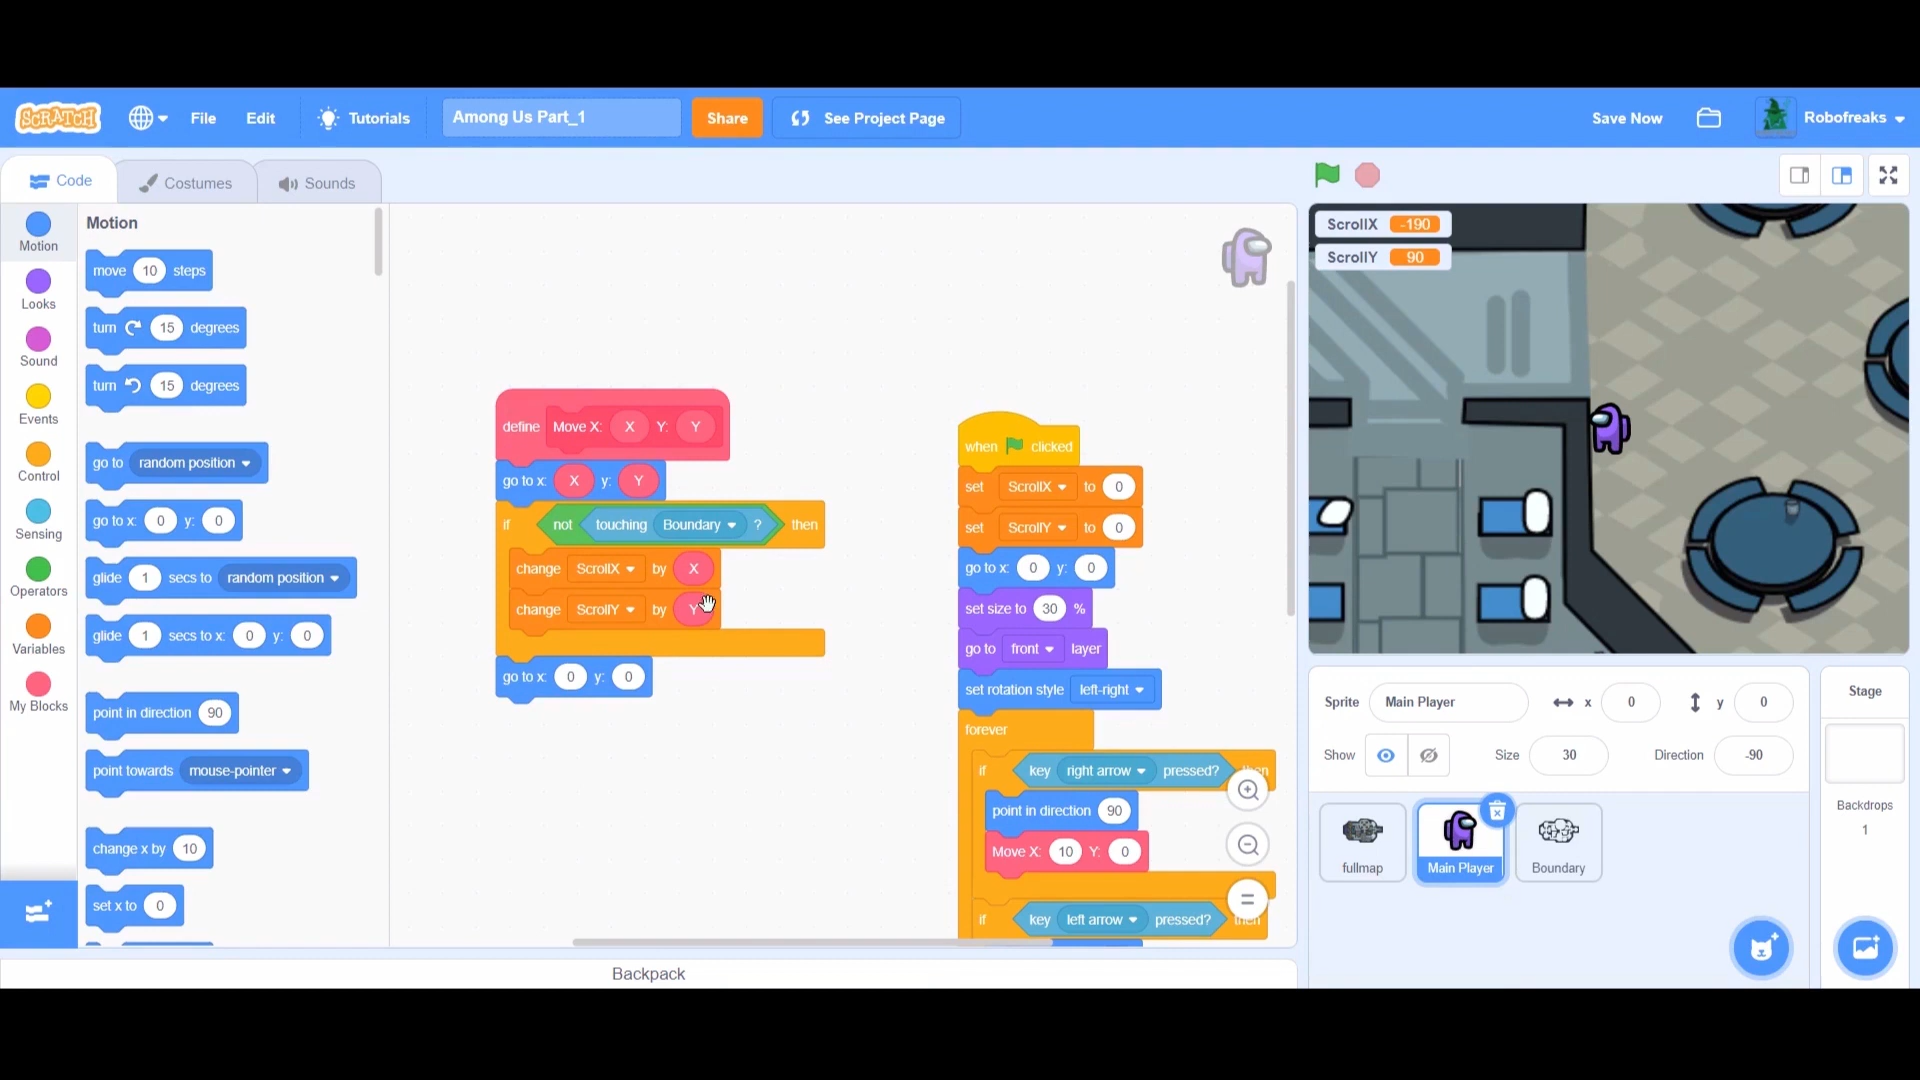 SCRATCH
File
Edit
Tutorials
Among Us Part_1
Share
See Project Page
Save Now
Robofreaks
Code
Costumes
Sounds
Motion
Looks
Sound
Events
Control
Sensing
Operators
Variables
My Blocks
Motion
move 10 steps
turn 15 degrees
turn 15 degrees
go to random position
go to x: 0 y: 0
glide 1 secs to random position
glide 1 secs to x: 0 y: 0
point in direction 90
point towards mouse-pointer
change x by 10
set x to 0
define Move X: X Y: Y
go to x: X y: Y
if not touching Boundary ? then
change ScrollX by X
change ScrollY by Y
go to x: 0 y: 0
when clicked
set ScrollX to 0
set ScrollY to 0
go to x: 0 y: 0
set size to 30 %
go to front layer
set rotation style left-right
forever
if key right arrow pressed? then
point in direction 90
Move X: 10 Y: 0
if key left arrow pressed? then
Backpack
ScrollX -190
ScrollY 90
Sprite Main Player x 0 y 0
Show Size 30 Direction -90
fullmap
Main Player
Boundary
Stage
Backdrops
1